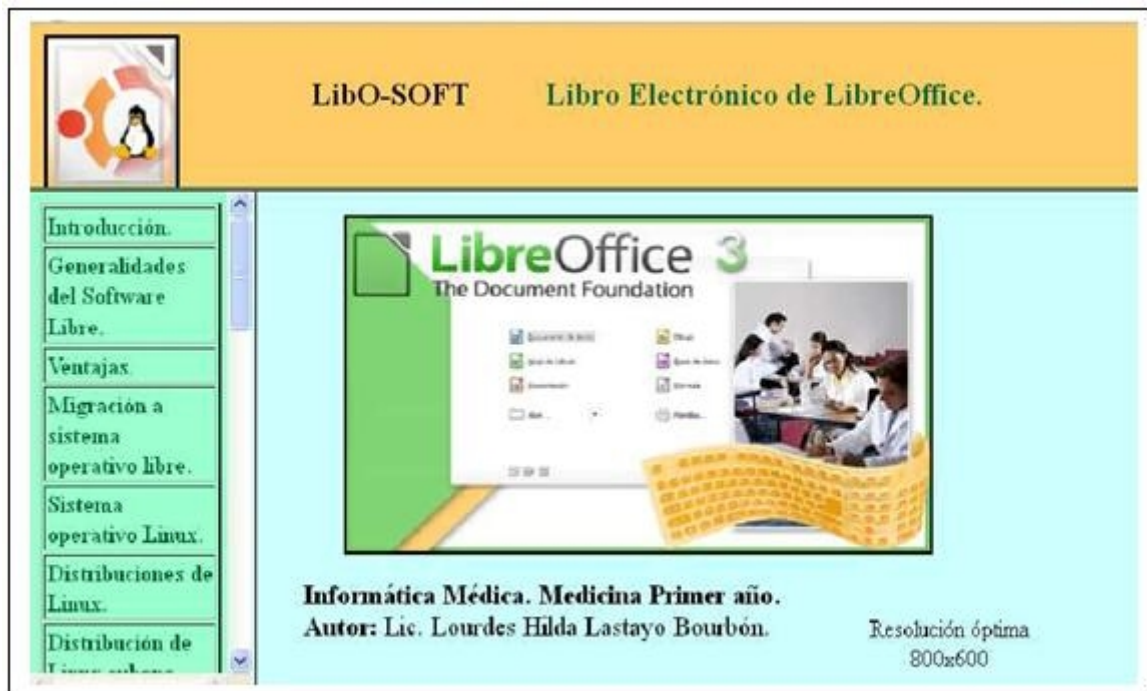 LibO-SOFT Libro Electrónico de LibreOffice.
Introducción.
Generalidades
del Software
Libre.
Ventajas.
Migración a
sistema
operativo libre.
Sistema
operativo Linux.
Distribuciones de
Linux.
Distribución de
LibreOffice 3
The Document Foundation
Informática Médica. Medicina Primer año.
Autor: Lic. Lourdes Hilda Lastayo Bourbón.
Resolución óptima
800x600